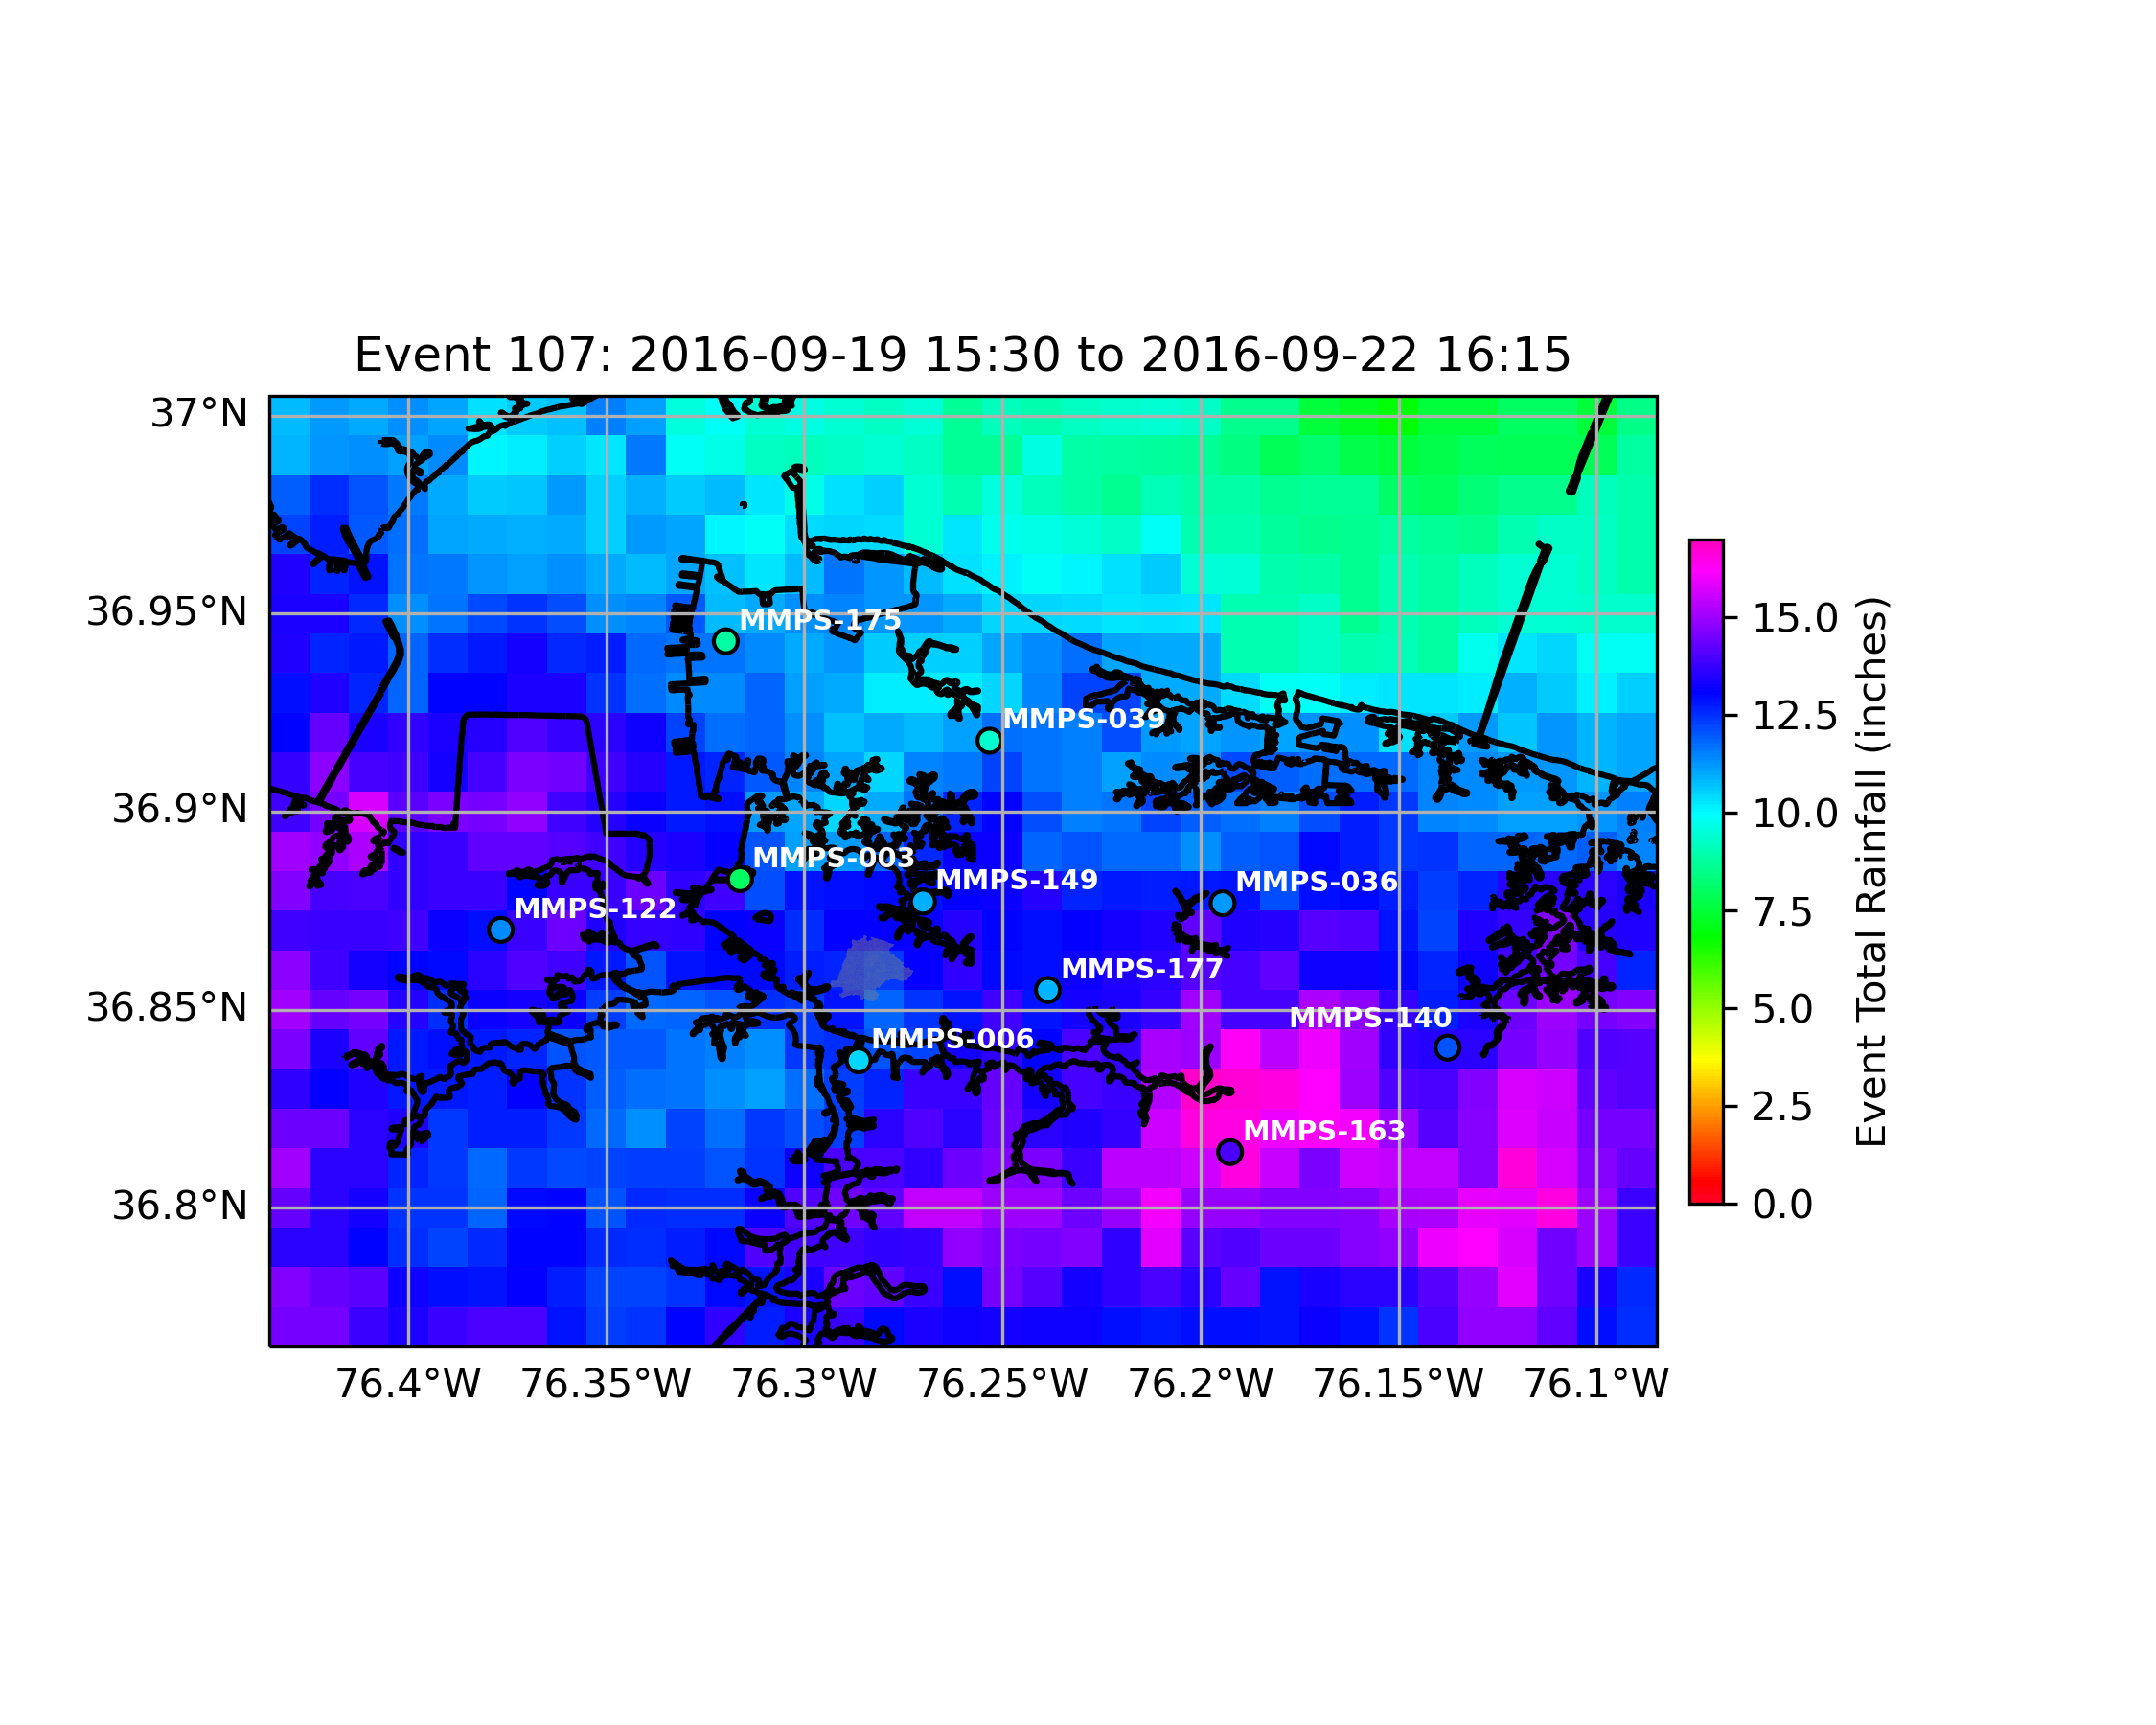 Event 107: 2016-09-19 15:30 to 2016-09-22 16:15
37°N
36.95°N
36.9°N
36.85°N
36.8°N
MMPS-175
MMPS-039
MMPS-003
MMPS-149
MMPS-036
MMPS-122
MMPS-177
MMPS-140
MMPS-006
MMPS-163
76.4°W
76.35°W
76.3°W
76.25°W
76.2°W
76.15°W
76.1°W
15.0
12.5
10.0
7.5
5.0
2.5
0.0
Event Total Rainfall (inches)